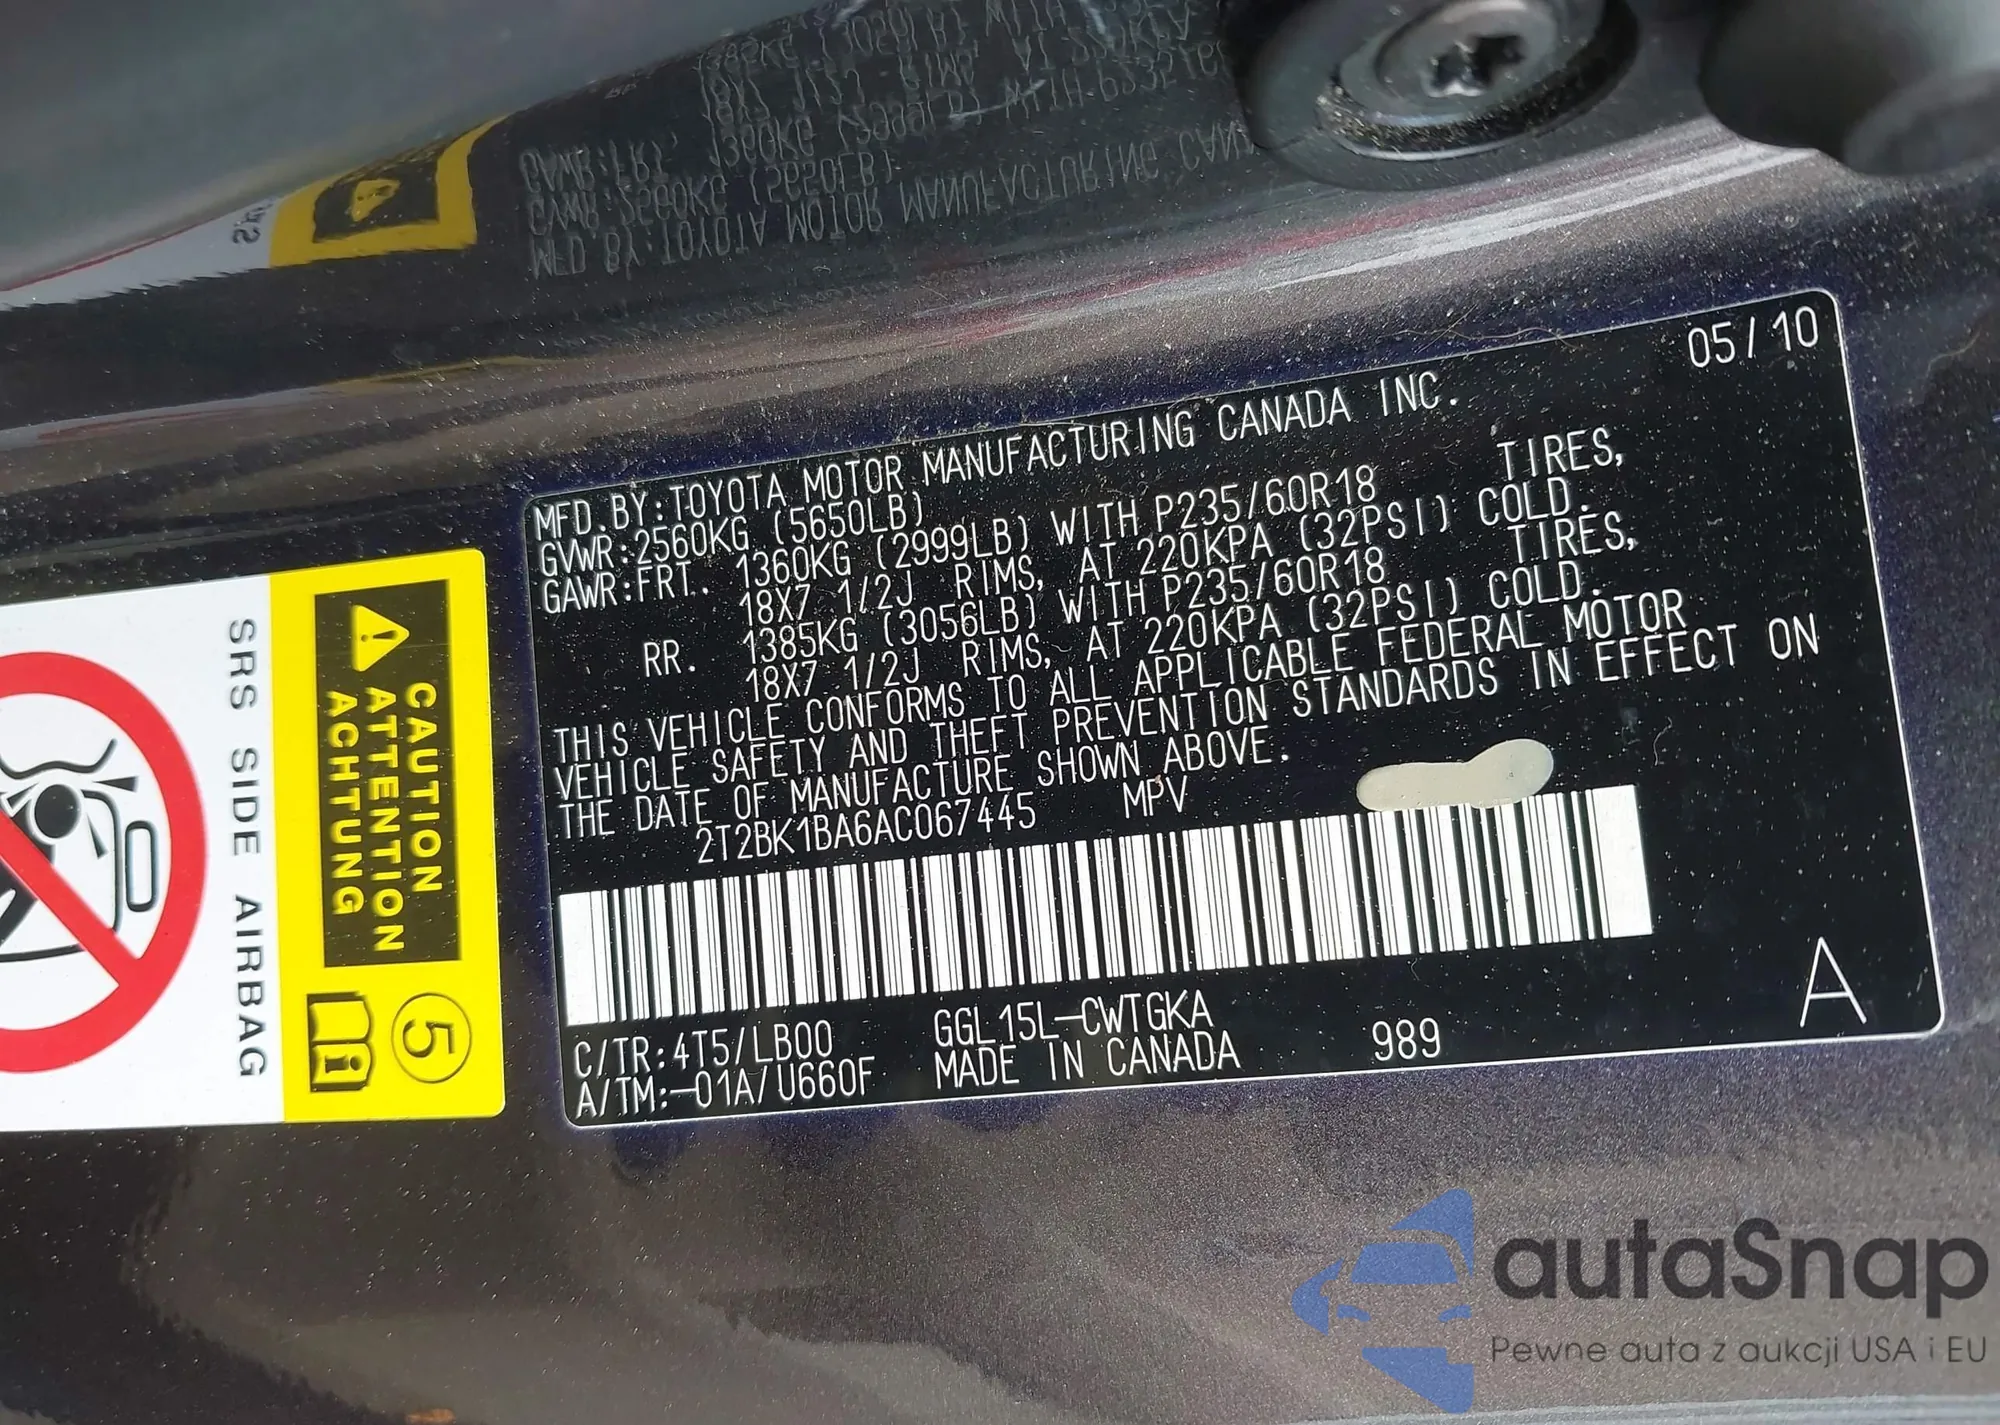 05/10
MFD.BY:TOYOTA MOTOR MANUFACTURING CANADA INC.
GVWR:2560KG (5650LB)
GAWR:FRT. 1360KG (2999LB) WITH P235/60R18 TIRES,
18X7 1/2J RIMS, AT 220KPA (32PSI) COLD.
RR. 1385KG (3056LB) WITH P235/60R18 TIRES,
18X7 1/2J RIMS, AT 220KPA (32PSI) COLD.
THIS VEHICLE CONFORMS TO ALL APPLICABLE FEDERAL MOTOR
VEHICLE SAFETY AND THEFT PREVENTION STANDARDS IN EFFECT ON
THE DATE OF MANUFACTURE SHOWN ABOVE.
2T2BK1BA6AC067445 MPV
C/TR:4T5/LB00 GGL15L-CWTGKA
A/TM:-01A/U660F MADE IN CANADA 989
A
CAUTION
ATTENTION
ACHTUNG
5
i
SRS SIDE AIRBAG
autaSnap
Pewne auta z aukcji USA i EU